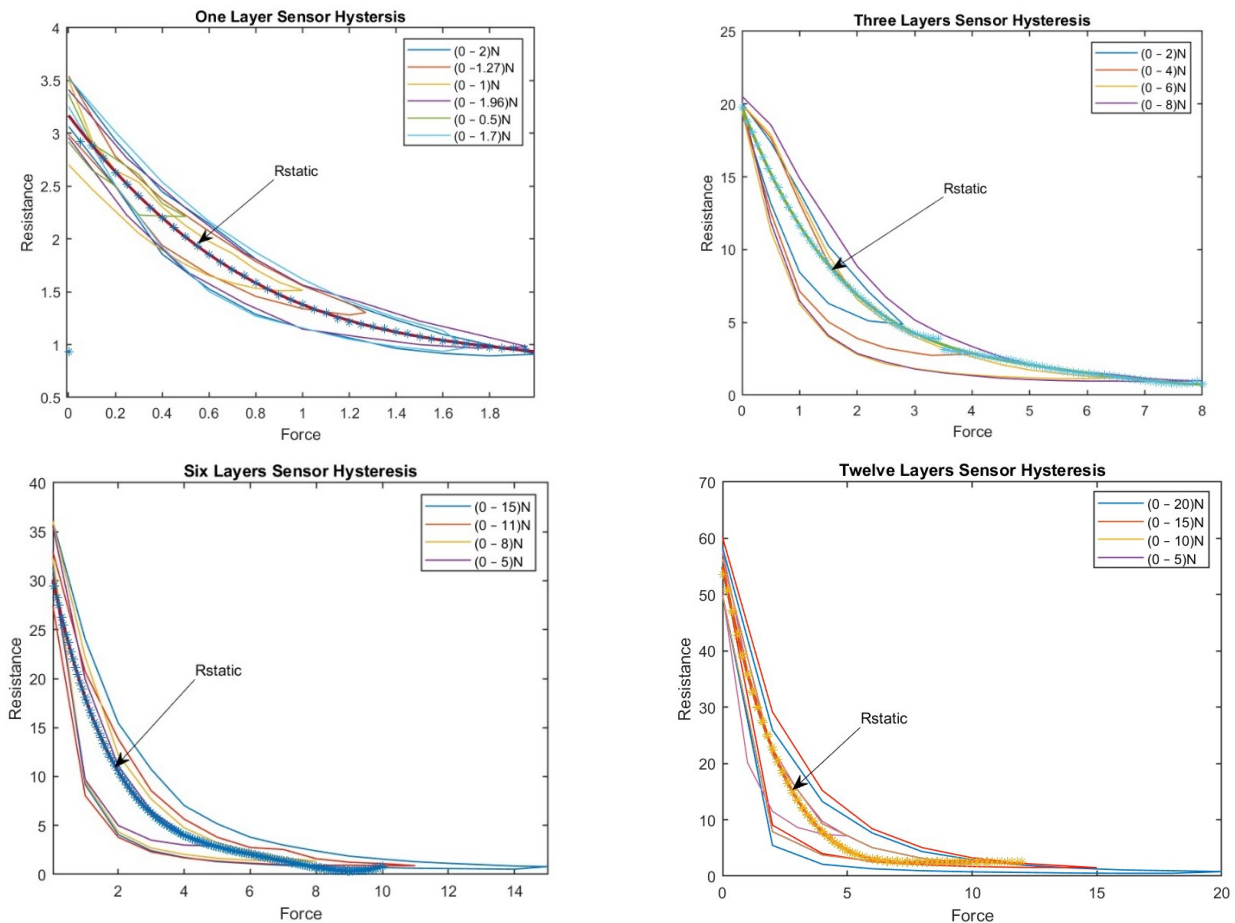 One Layer Sensor Hystersis
4
3.5
3
2.5
2
1.5
1
0.5
Resistance
(0 – 2)N
(0 –1.27)N
(0 – 1)N
(0 – 1.96)N
(0 – 0.5)N
(0 – 1.7)N
Rstatic
0 0.2 0.4 0.6 0.8 1 1.2 1.4 1.6 1.8
Force
Three Layers Sensor Hysteresis
25
20
15
10
5
0
Resistance
(0 – 2)N
(0 – 4)N
(0 – 6)N
(0 – 8)N
Rstatic
0 1 2 3 4 5 6 7 8
Force
Six Layers Sensor Hysteresis
40
35
30
25
20
15
10
5
0
Resistance
(0 – 15)N
(0 – 11)N
(0 – 8)N
(0 – 5)N
Rstatic
2 4 6 8 10 12 14
Force
Twelve Layers Sensor Hysteresis
70
60
50
40
30
20
10
0
Resistance
(0 – 20)N
(0 – 15)N
(0 – 10)N
(0 – 5)N
Rstatic
0 5 10 15 20
Force